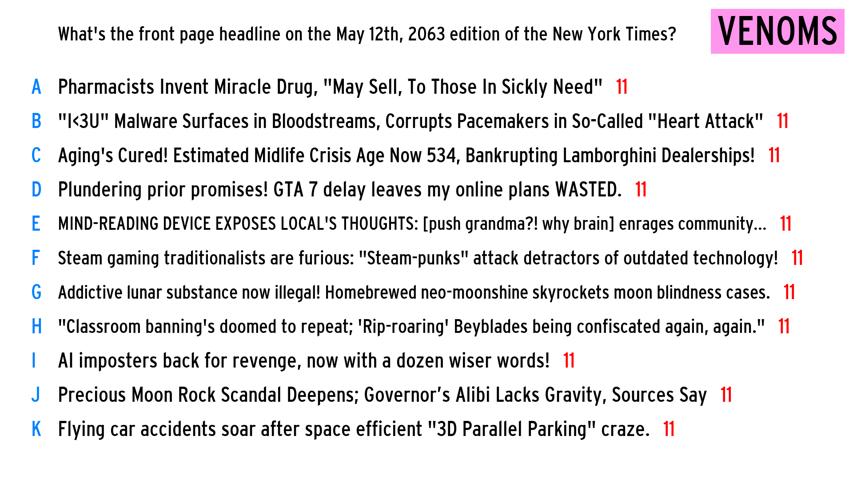 What's the front page headline on the May 12th, 2063 edition of the New York Times?
VENOMS
A Pharmacists Invent Miracle Drug, "May Sell, To Those In Sickly Need" 11
B "I<3U" Malware Surfaces in Bloodstreams, Corrupts Pacemakers in So-Called "Heart Attack" 11
C Aging's Cured! Estimated Midlife Crisis Age Now 534, Bankrupting Lamborghini Dealerships! 11
D Plundering prior promises! GTA 7 delay leaves my online plans WASTED. 11
E MIND-READING DEVICE EXPOSES LOCAL'S THOUGHTS: [push grandma?! why brain] enrages community... 11
F Steam gaming traditionalists are furious: "Steam-punks" attack detractors of outdated technology! 11
G Addictive lunar substance now illegal! Homebrewed neo-moonshine skyrockets moon blindness cases. 11
H "Classroom banning's doomed to repeat; 'Rip-roaring' Beyblades being confiscated again, again." 11
I AI imposters back for revenge, now with a dozen wiser words! 11
J Precious Moon Rock Scandal Deepens; Governor’s Alibi Lacks Gravity, Sources Say 11
K Flying car accidents soar after space efficient "3D Parallel Parking" craze. 11